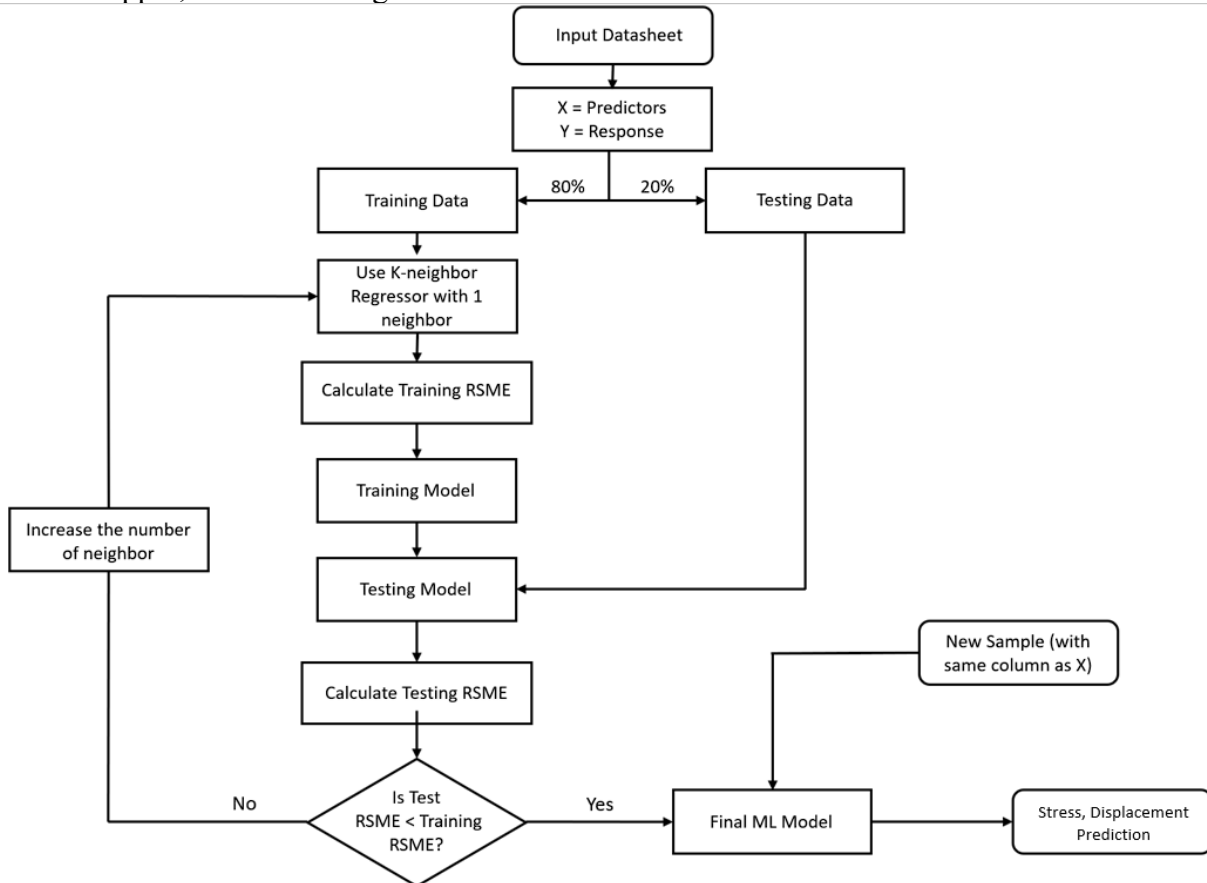 Input Datasheet
X = Predictors
Y = Response
80%
20%
Training Data
Testing Data
Use K-neighbor
Regressor with 1
neighbor
Calculate Training RSME
Training Model
Increase the number
of neighbor
Testing Model
New Sample (with
same column as X)
Calculate Testing RSME
Is Test
RSME < Training
RSME?
No
Yes
Final ML Model
Stress, Displacement
Prediction